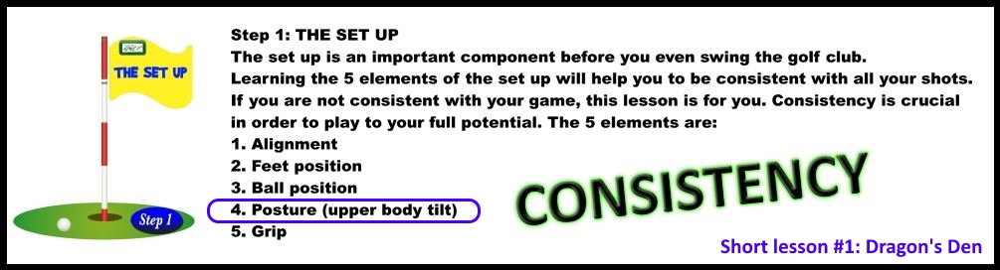 THE SET UP
Step 1
Step 1: THE SET UP
The set up is an important component before you even swing the golf club.
Learning the 5 elements of the set up will help you to be consistent with all your shots.
If you are not consistent with your game, this lesson is for you. Consistency is crucial
in order to play to your full potential. The 5 elements are:
1. Alignment
2. Feet position
3. Ball position
4. Posture (upper body tilt)
5. Grip
CONSISTENCY
Short lesson #1: Dragon's Den